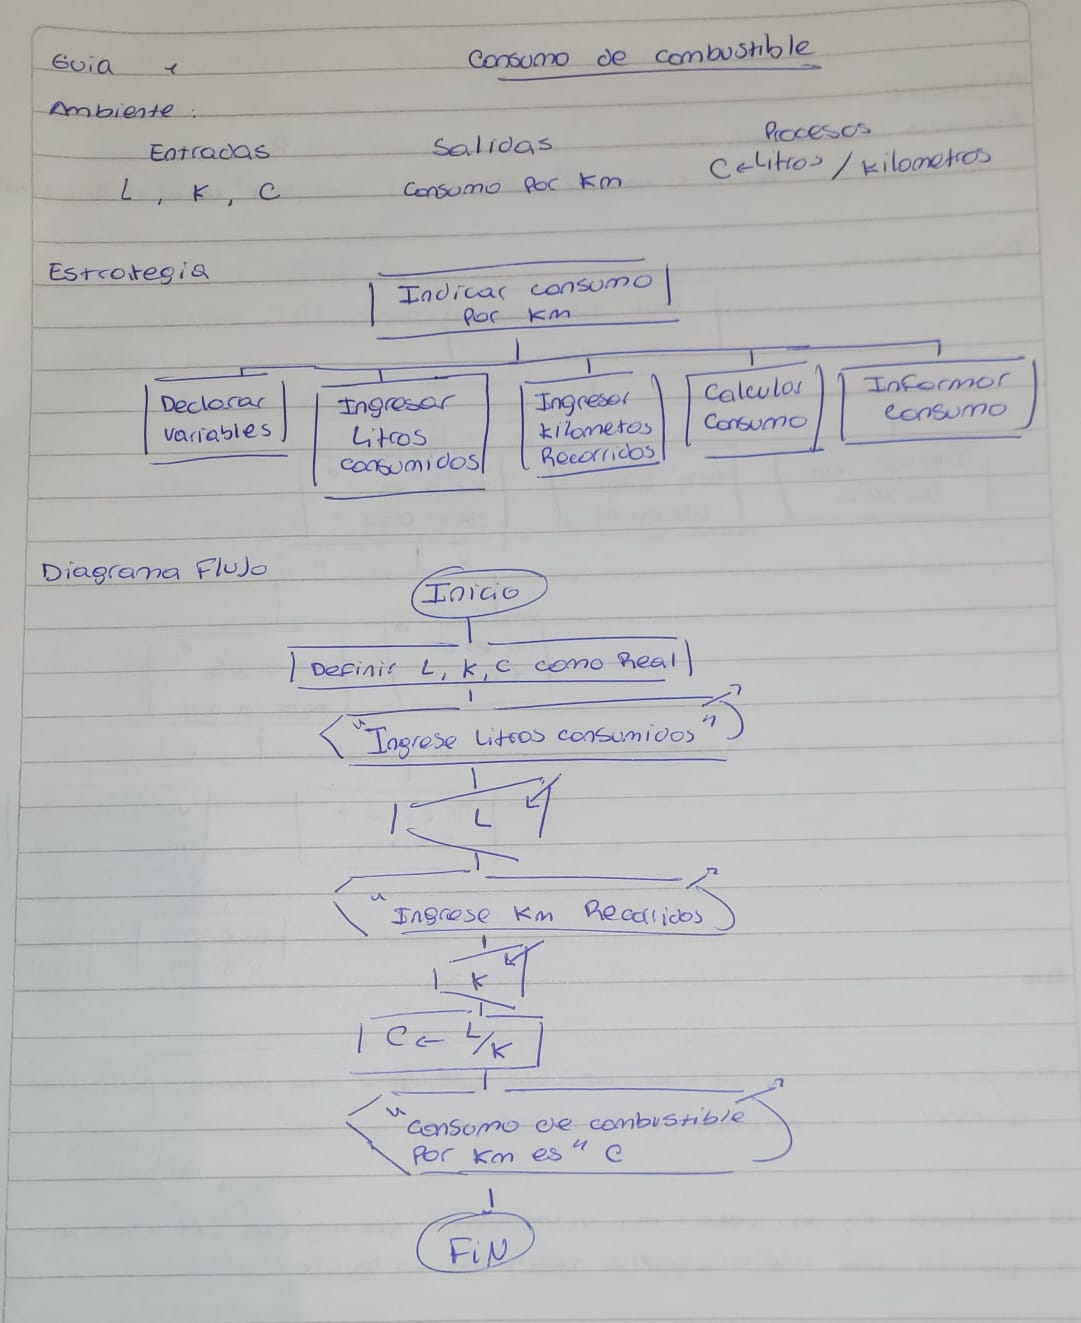 Guia 1
Consumo de combustible
Ambiente :
Entradas Salidas Procesos
L , K , C Consumo por Km C←Litros / kilometros
Estrategia
Indicar consumo
por Km
Declarar
variables
Ingresar
Litros
consumidos
Ingresar
kilometros
Recorridos
Calcular
Consumo
Informar
consumo
Diagrama Flujo
Inicio
Definir L, K, C como Real
"Ingrese Litros consumidos"
L
"Ingrese Km Recorridos
K
C← L/K
"Consumo de combustible
por Km es" C
FiN